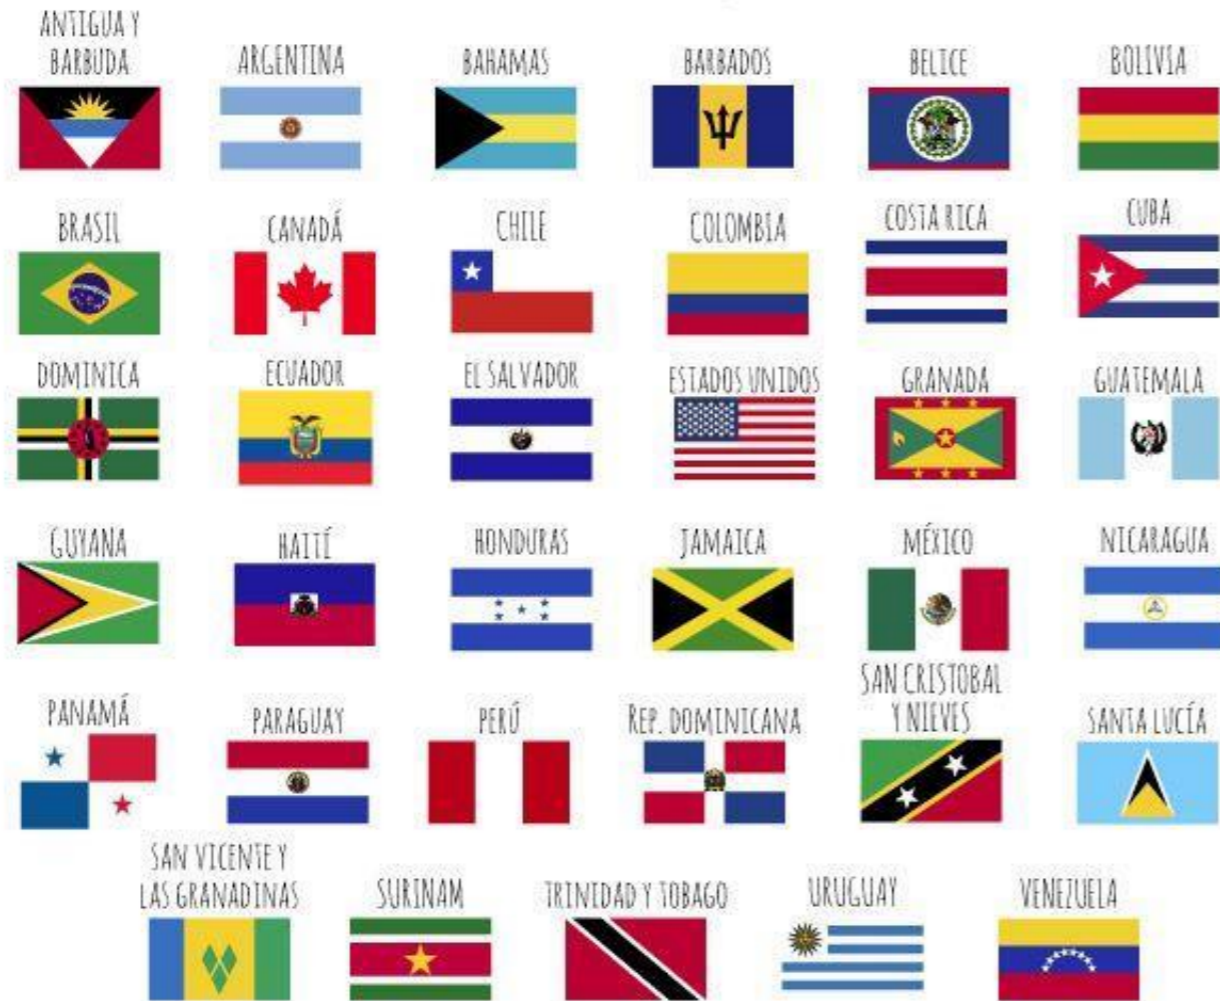 ANTIGUA Y
BARBUDA
ARGENTINA
BAHAMAS
BARBADOS
BELICE
BOLIVIA
BRASIL
CANADÁ
CHILE
COLOMBIA
COSTA RICA
CUBA
DOMINICA
ECUADOR
EL SALVADOR
ESTADOS UNIDOS
GRANADA
GUATEMALA
GUYANA
HAITÍ
HONDURAS
JAMAICA
MÉXICO
NICARAGUA
PANAMÁ
PARAGUAY
PERÚ
REP. DOMINICANA
SAN CRISTOBAL
Y NIEVES
SANTA LUCÍA
SAN VICENTE Y
LAS GRANADINAS
SURINAM
TRINIDAD Y TOBAGO
URUGUAY
VENEZUELA